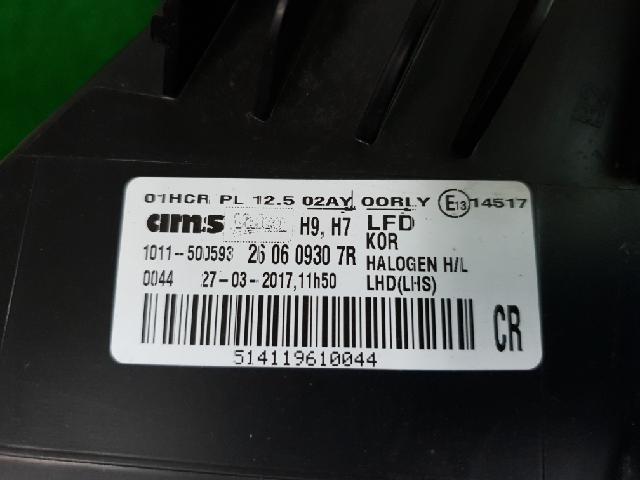 01HCR PL 12.5 02AY 00RLY E13 14517
ams H9, H7 LFD
KOR
1011-500593 26 06 0930 7R
HALOGEN H/L
0044 27-03-2017,11h50 LHD(LHS)
CR
514119610044